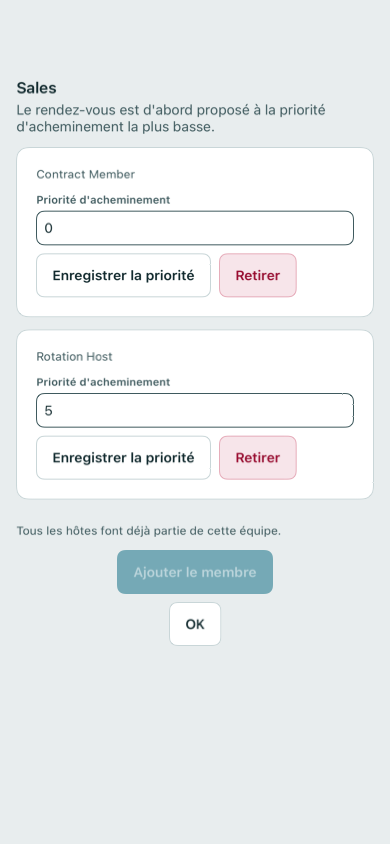 Sales
Le rendez-vous est d'abord proposé à la priorité
d'acheminement la plus basse.
Contract Member
Priorité d'acheminement
0
Enregistrer la priorité
Retirer
Rotation Host
Priorité d'acheminement
5
Enregistrer la priorité
Retirer
Tous les hôtes font déjà partie de cette équipe.
Ajouter le membre
OK